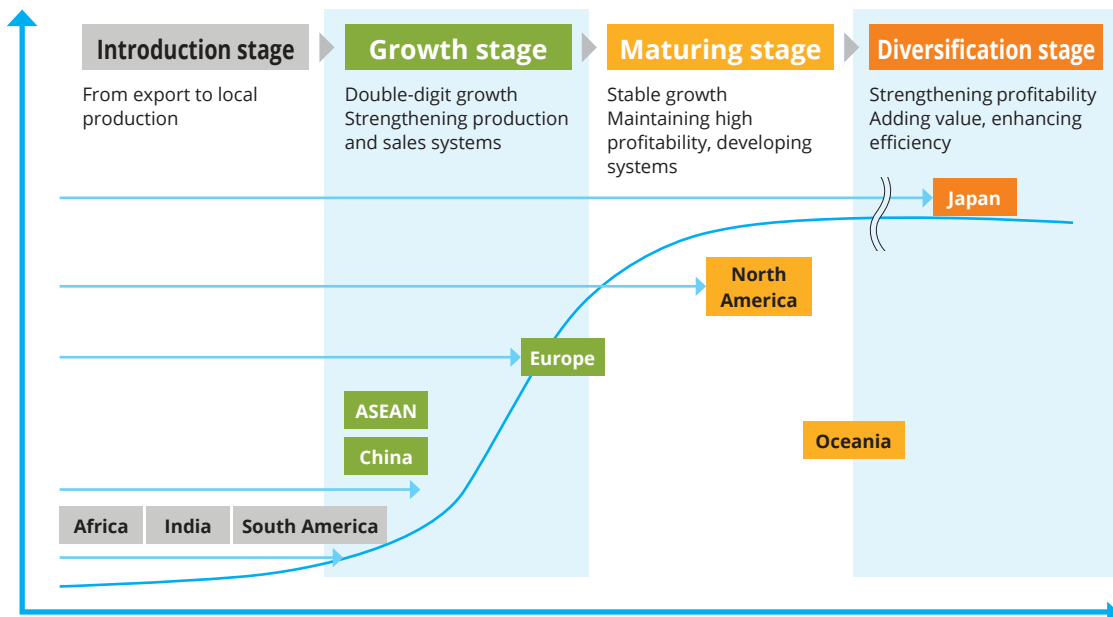 Introduction stage
Growth stage
Maturing stage
Diversification stage
From export to local
production
Double-digit growth
Strengthening production
and sales systems
Stable growth
Maintaining high
profitability, developing
systems
Strengthening profitability
Adding value, enhancing
efficiency
Japan
North
America
Europe
ASEAN
China
Oceania
Africa
India
South America